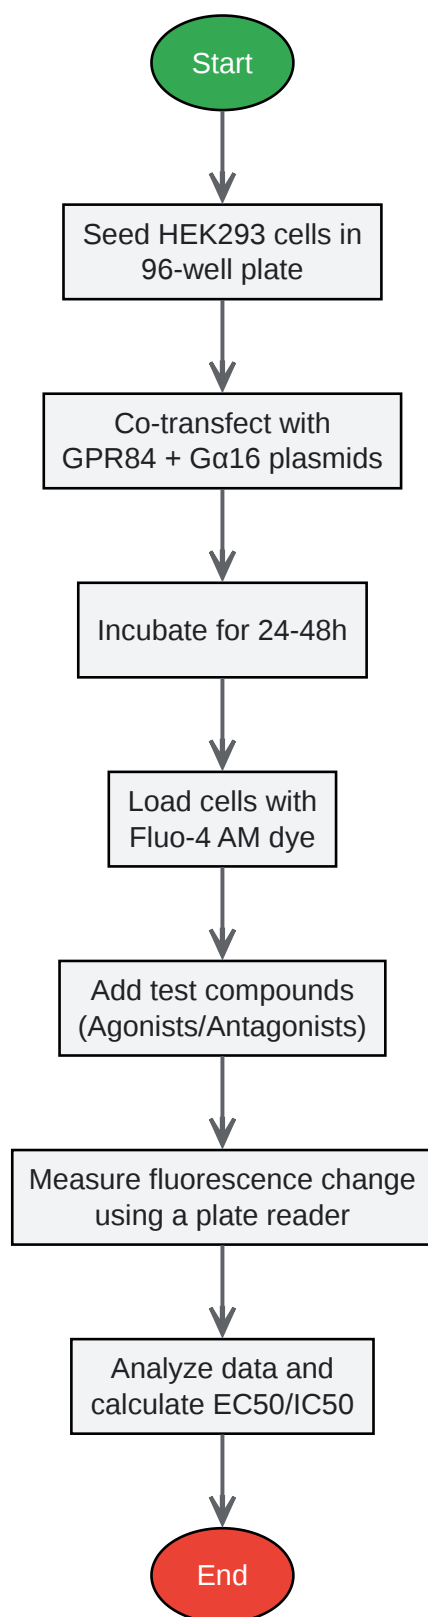 Start
Seed HEK293 cells in
96-well plate
Co-transfect with
GPR84 + Gα16 plasmids
Incubate for 24-48h
Load cells with
Fluo-4 AM dye
Add test compounds
(Agonists/Antagonists)
Measure fluorescence change
using a plate reader
Analyze data and
calculate EC50/IC50
End